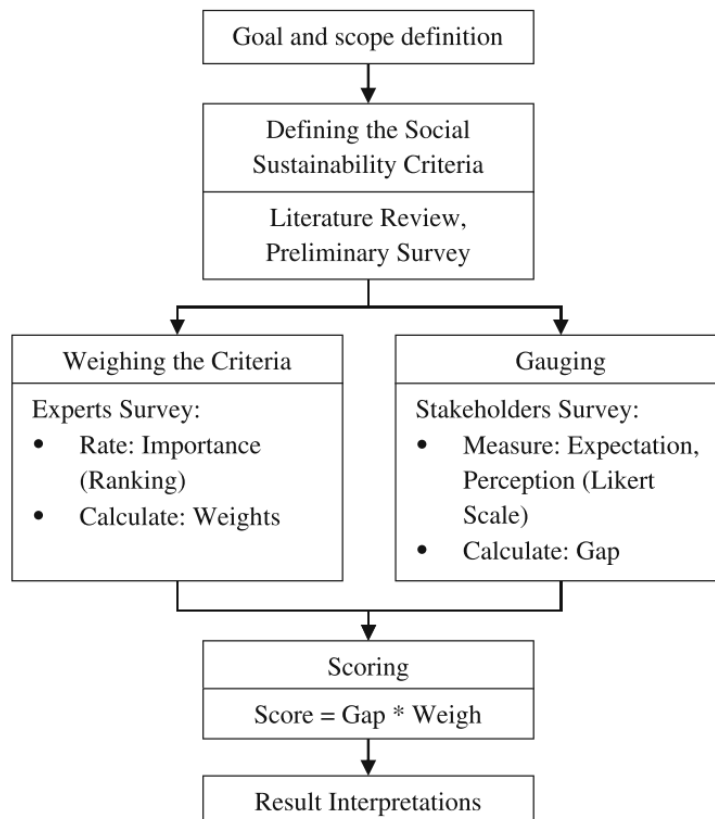 Goal and scope definition
Defining the Social
Sustainability Criteria
Literature Review,
Preliminary Survey
Weighing the Criteria
Experts Survey:
• Rate: Importance
(Ranking)
• Calculate: Weights
Gauging
Stakeholders Survey:
• Measure: Expectation,
Perception (Likert
Scale)
• Calculate: Gap
Scoring
Score = Gap * Weigh
Result Interpretations